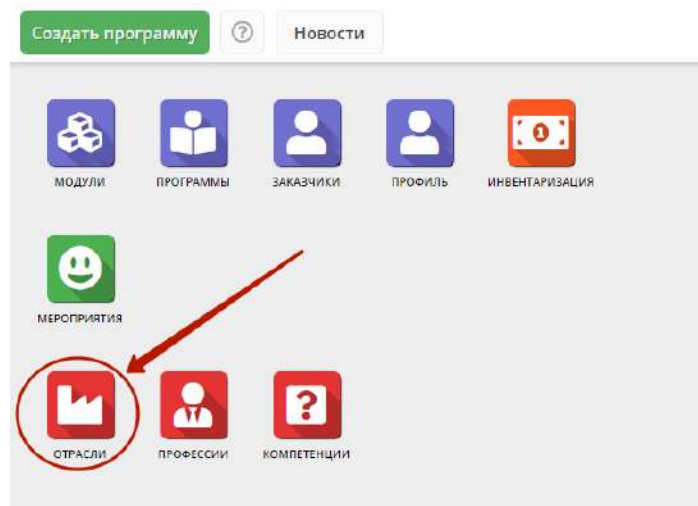 Создать программу ? Новости
МОДУЛИ ПРОГРАММЫ ЗАКАЗЧИКИ ПРОФИЛЬ ИНВЕНТАРИЗАЦИЯ
МЕРОПРИЯТИЯ
ОТРАСЛИ ПРОФЕССИИ КОМПЕТЕНЦИИ